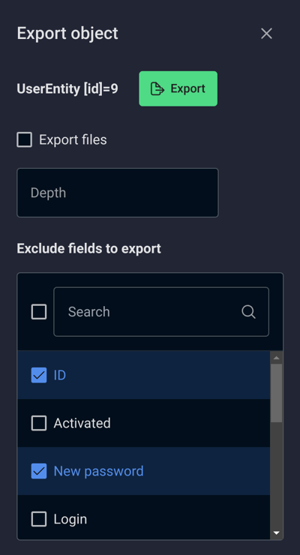 Export object
UserEntity [id]=9
Export
Export files
Depth
Exclude fields to export
Search
ID
Activated
New password
Login